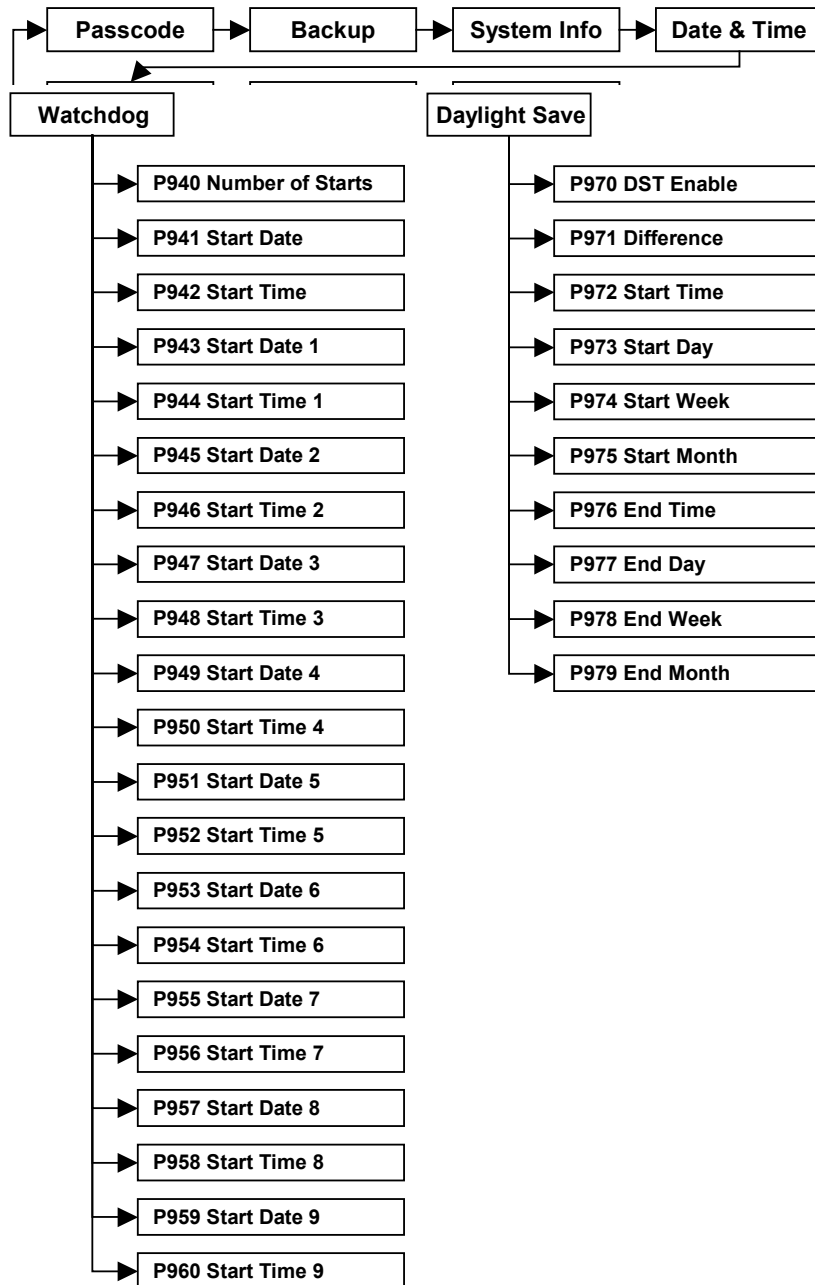 Passcode
Backup
System Info
Date & Time
Watchdog
Daylight Save
P940 Number of Starts
P941 Start Date
P942 Start Time
P943 Start Date 1
P944 Start Time 1
P945 Start Date 2
P946 Start Time 2
P947 Start Date 3
P948 Start Time 3
P949 Start Date 4
P950 Start Time 4
P951 Start Date 5
P952 Start Time 5
P953 Start Date 6
P954 Start Time 6
P955 Start Date 7
P956 Start Time 7
P957 Start Date 8
P958 Start Time 8
P959 Start Date 9
P960 Start Time 9
P970 DST Enable
P971 Difference
P972 Start Time
P973 Start Day
P974 Start Week
P975 Start Month
P976 End Time
P977 End Day
P978 End Week
P979 End Month